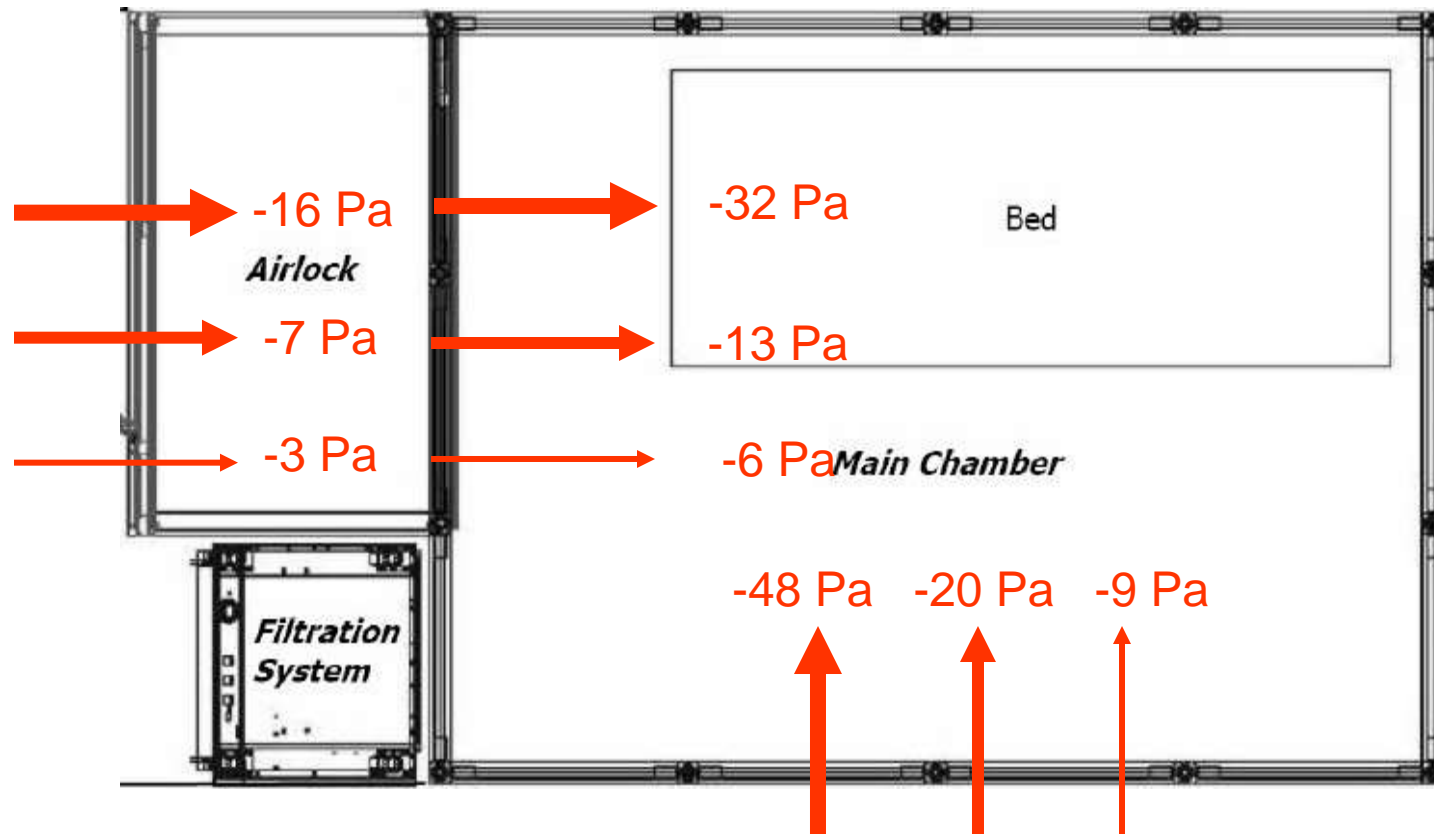 -16 Pa
-32 Pa
Bed
Airlock
-7 Pa
-13 Pa
-3 Pa
-6 Pa
Main Chamber
-48 Pa
-20 Pa
-9 Pa
Filtration
System